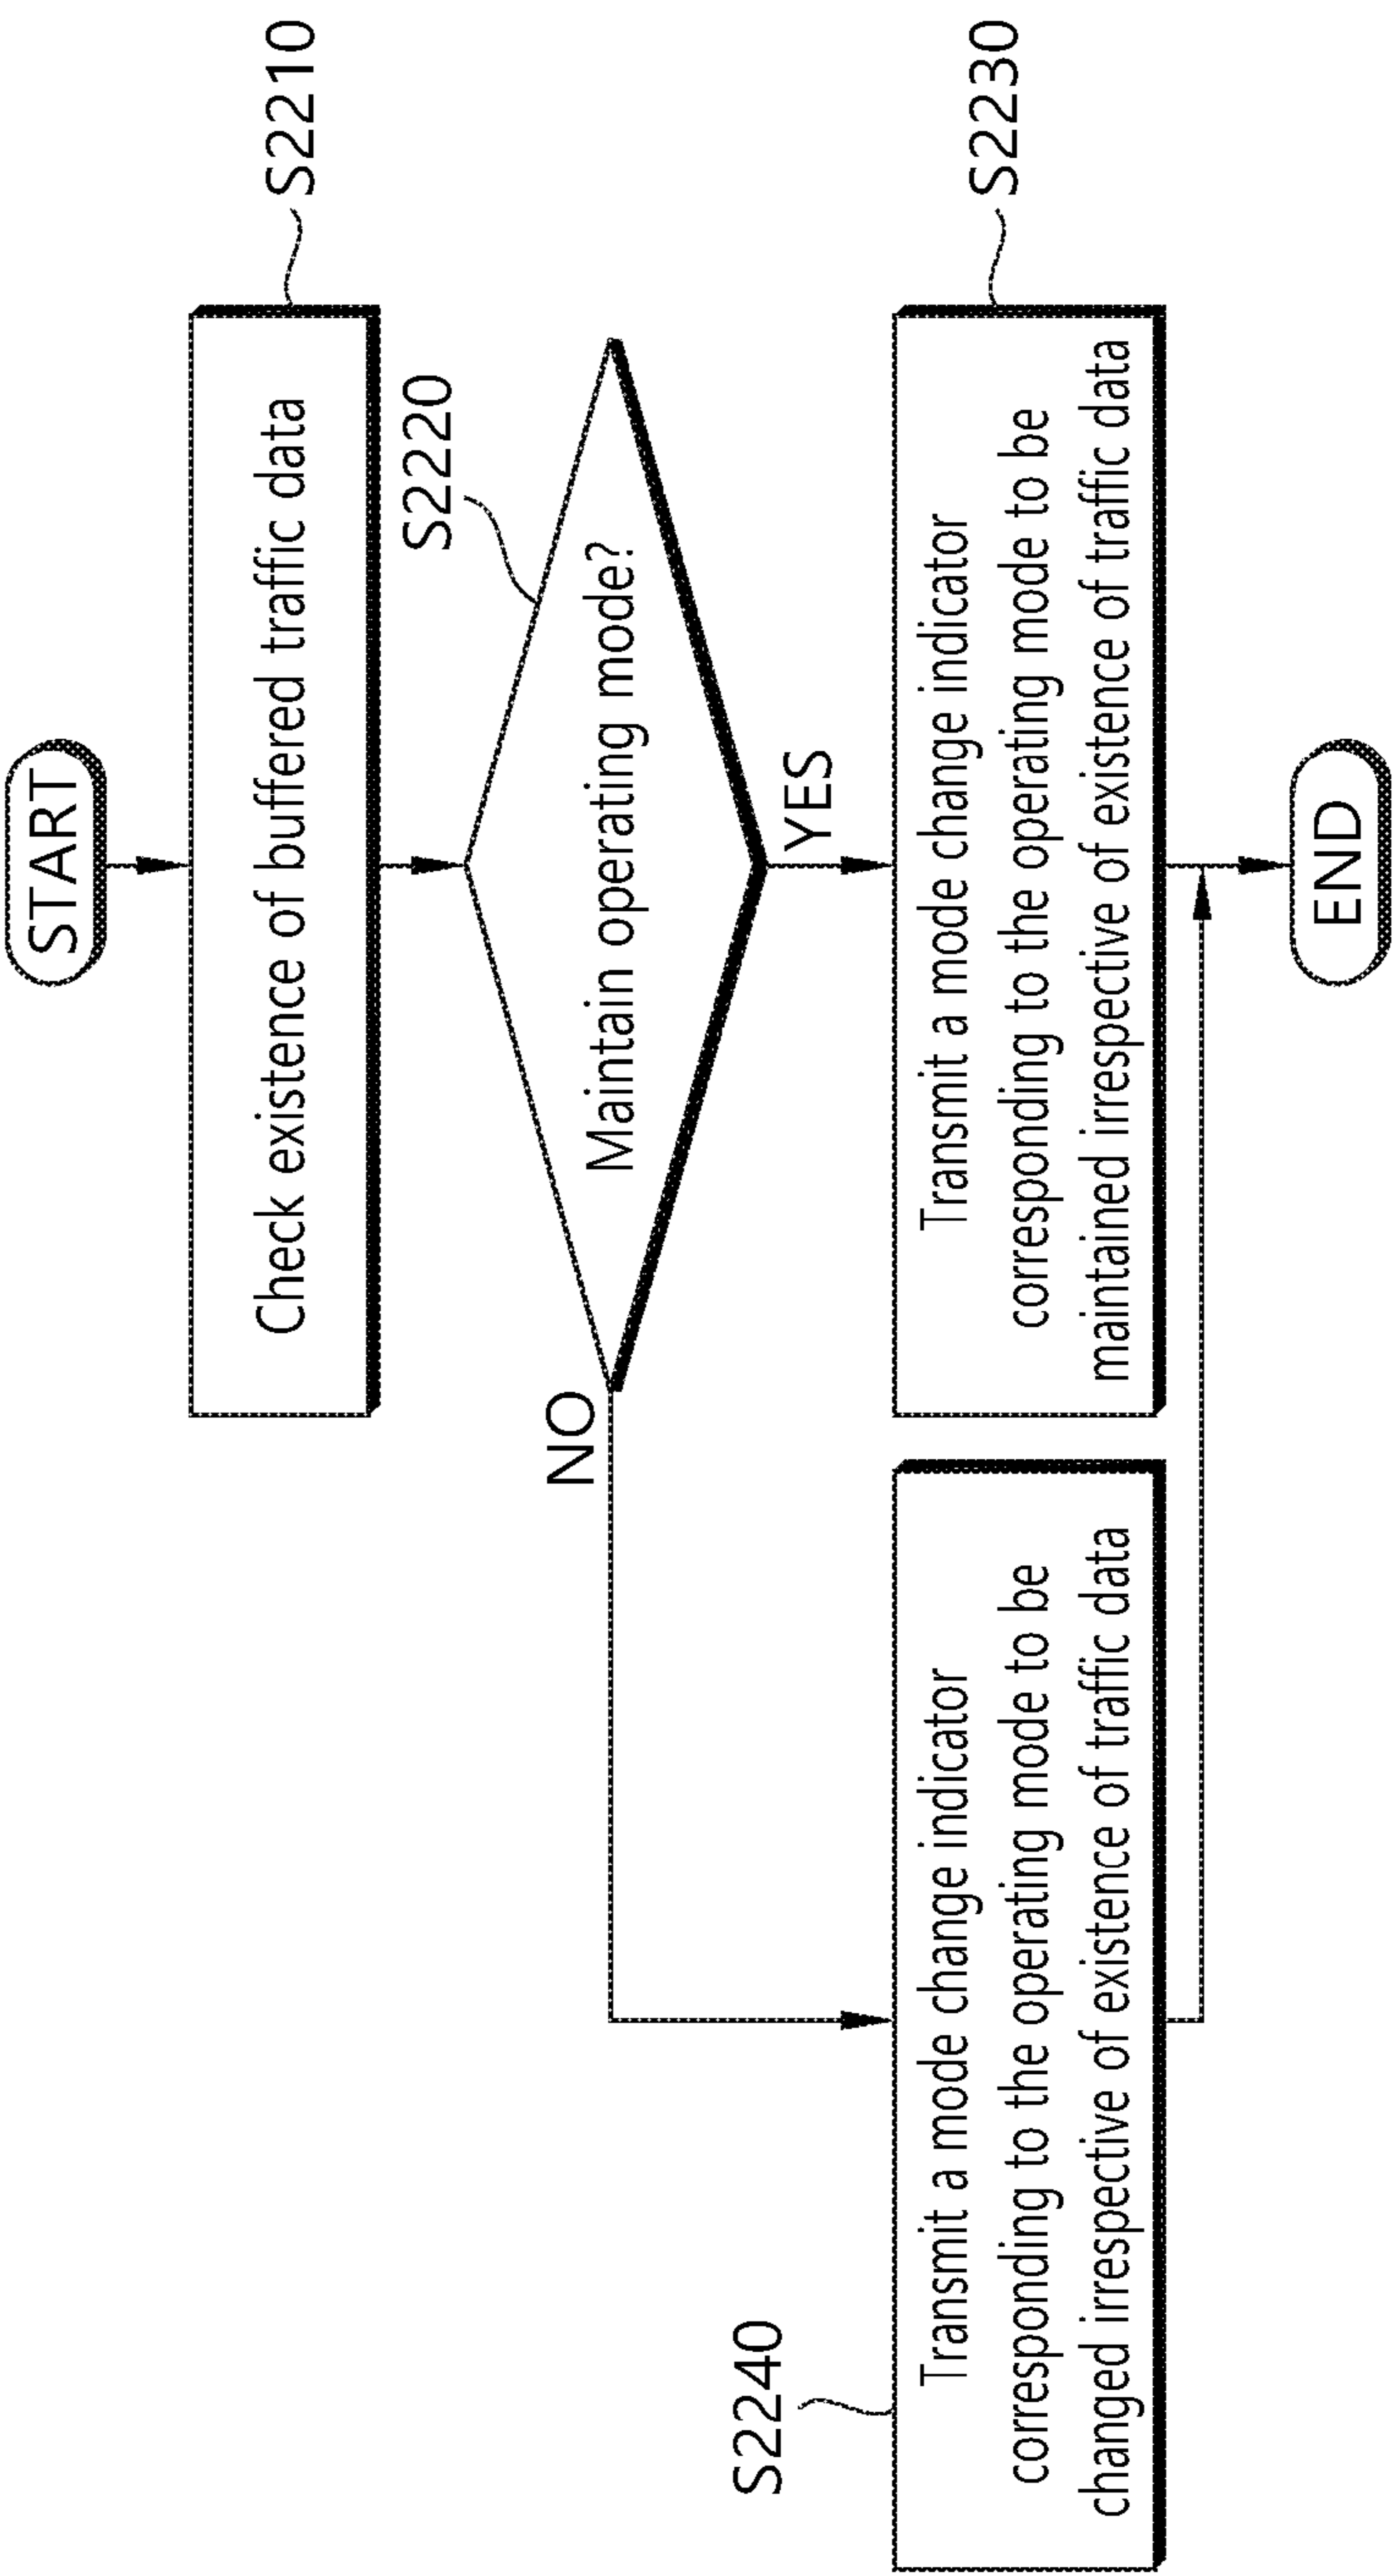 START
Check existence of buffered traffic data
S2210
S2220
Maintain operating mode?
NO
YES
S2240
Transmit a mode change indicator
corresponding to the operating mode to be
changed irrespective of existence of traffic data
Transmit a mode change indicator
corresponding to the operating mode to be
maintained irrespective of existence of traffic data
S2230
END